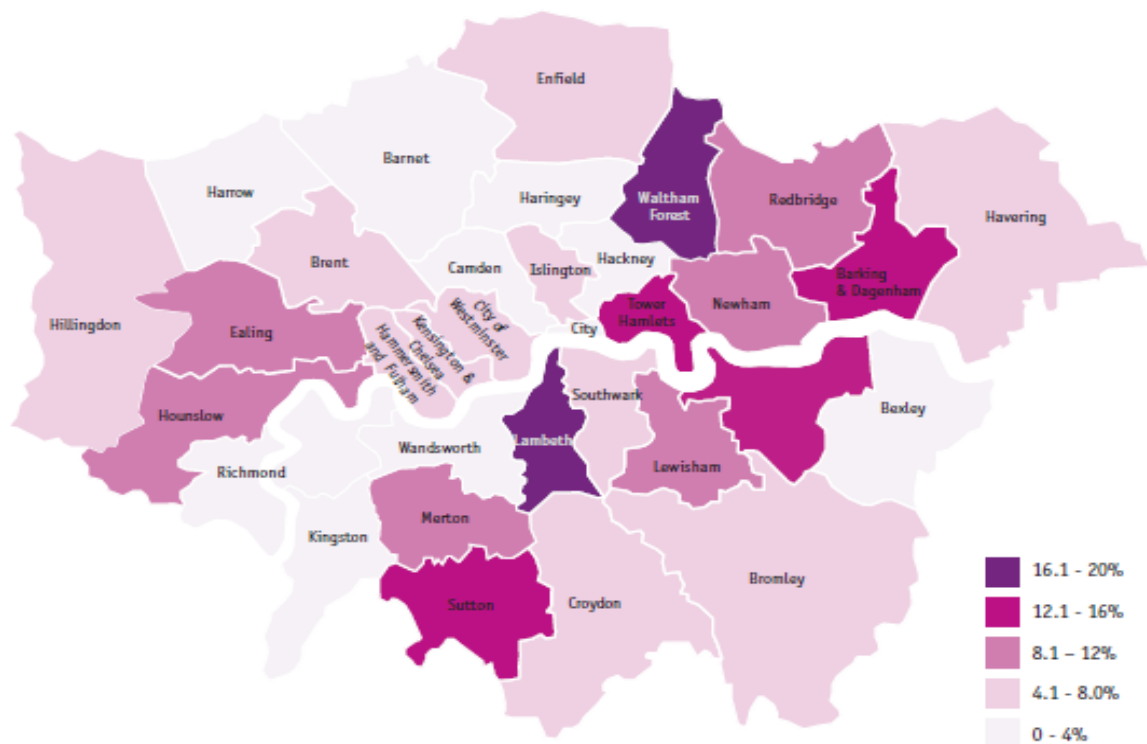 Enfield
Barnet
Harrow
Haringey
Waltham
Forest
Redbridge
Havering
Brent
Camden
Islington
Hackney
Barking
& Dagenham
Hillingdon
Ealing
Tower
Hamlets
Newham
City of
Westminster
Kensington &
Chelsea
Hammersmith
and Fulham
City
Hounslow
Southwark
Bexley
Wandsworth
Lambeth
Richmond
Lewisham
Merton
Kingston
Bromley
Sutton
Croydon
16.1 - 20%
12.1 - 16%
8.1 – 12%
4.1 - 8.0%
0 - 4%